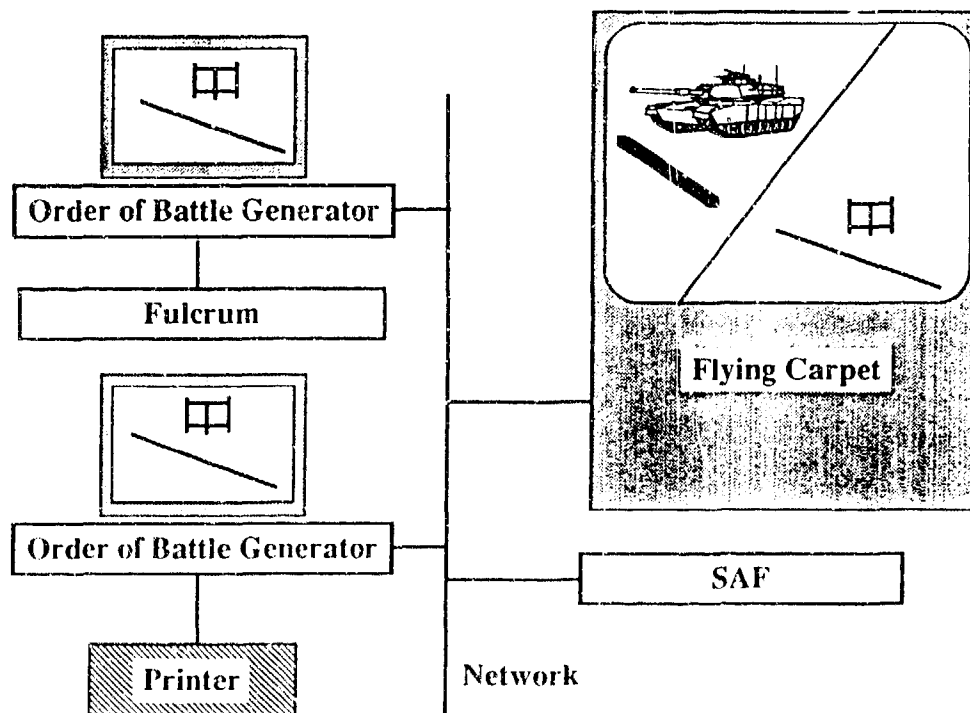 Order of Battle Generator
Fulcrum
Order of Battle Generator
Printer
Network
Flying Carpet
SAF